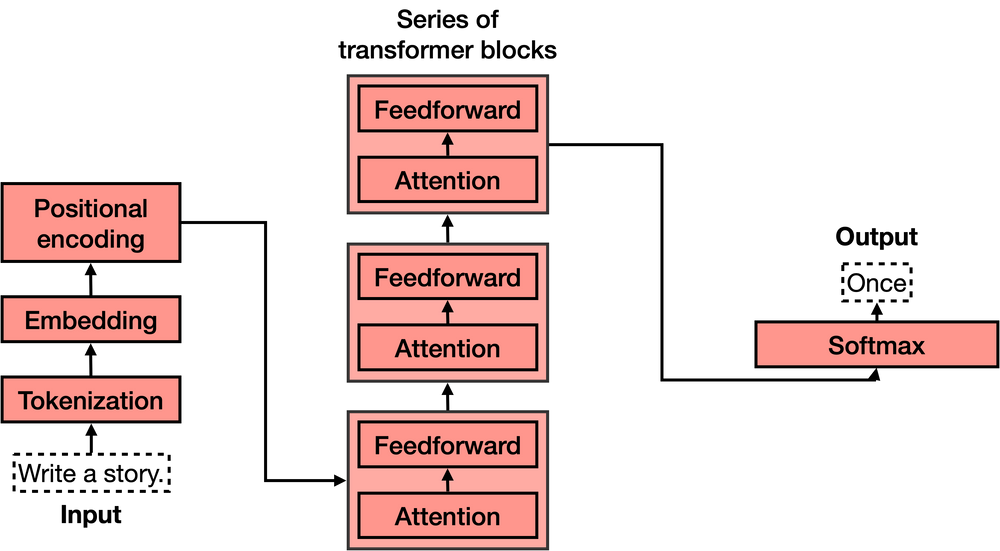 Series of
transformer blocks
Feedforward
Attention
Positional
encoding
Feedforward
Output
Once
Embedding
Attention
Softmax
Tokenization
Feedforward
Write a story.
Input
Attention